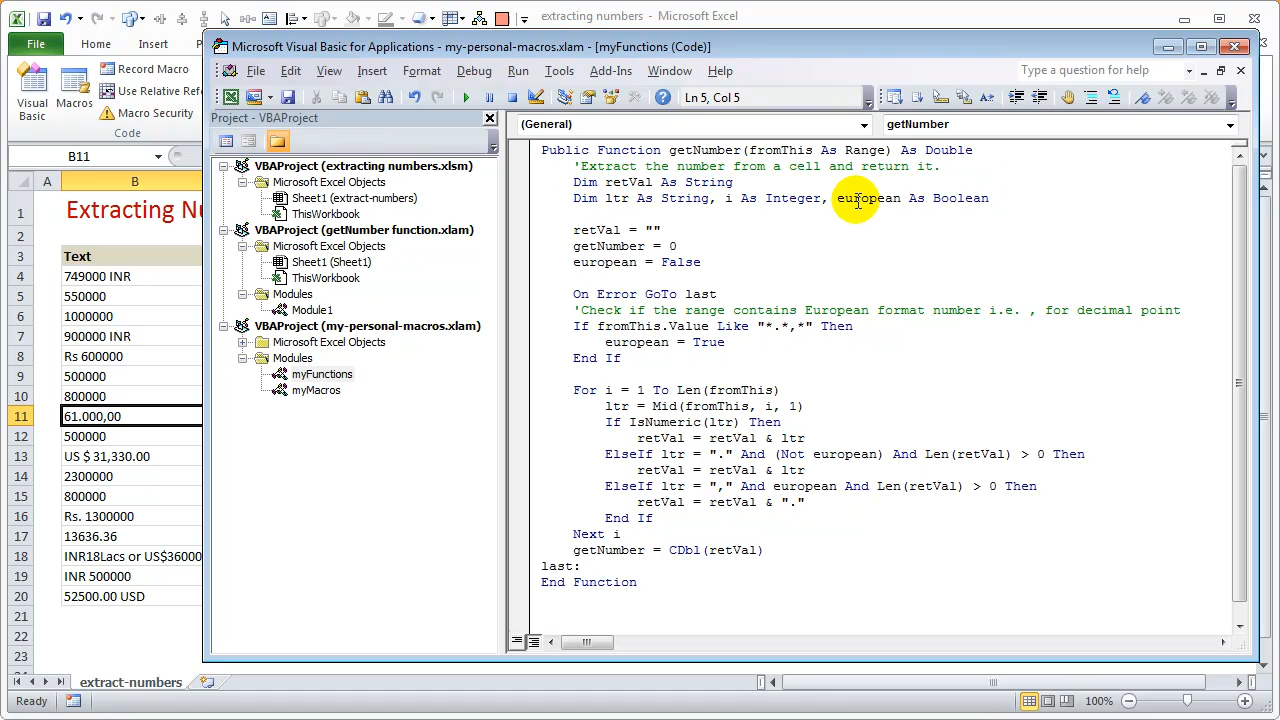 extracting numbers - Microsoft Excel
File Home Insert
Microsoft Visual Basic for Applications - my-personal-macros.xlam - [myFunctions (Code)]
File Edit View Insert Format Debug Run Tools Add-Ins Window Help
Type a question for help
Visual Basic
Macros
Record Macro
Use Relative Ref
Macro Security
Code
Ln 5, Col 5
B11
Project - VBAProject
VBAProject (extracting numbers.xlsm)
Microsoft Excel Objects
Sheet1 (extract-numbers)
ThisWorkbook
VBAProject (getNumber function.xlam)
Microsoft Excel Objects
Sheet1 (Sheet1)
ThisWorkbook
Modules
Module1
VBAProject (my-personal-macros.xlam)
Microsoft Excel Objects
Modules
myFunctions
myMacros
(General)
getNumber
Public Function getNumber(fromThis As Range) As Double
'Extract the number from a cell and return it.
Dim retVal As String
Dim ltr As String, i As Integer, european As Boolean
retVal = ""
getNumber = 0
european = False
On Error GoTo last
'Check if the range contains European format number i.e. , for decimal point
If fromThis.Value Like "*.*,*" Then
european = True
End If
For i = 1 To Len(fromThis)
ltr = Mid(fromThis, i, 1)
If IsNumeric(ltr) Then
retVal = retVal & ltr
ElseIf ltr = "." And (Not european) And Len(retVal) > 0 Then
retVal = retVal & ltr
ElseIf ltr = "," And european And Len(retVal) > 0 Then
retVal = retVal & "."
End If
Next i
getNumber = CDbl(retVal)
last:
End Function
A B
1 Extracting Nu
2
3 Text
4 749000 INR
5 550000
6 1000000
7 900000 INR
8 Rs 600000
9 500000
10 800000
11 61.000,00
12 500000
13 US $ 31,330.00
14 2300000
15 800000
16 Rs. 1300000
17 13636.36
18 INR18Lacs or US$36000
19 INR 500000
20 52500.00 USD
21
22
23
extract-numbers
Ready
100%